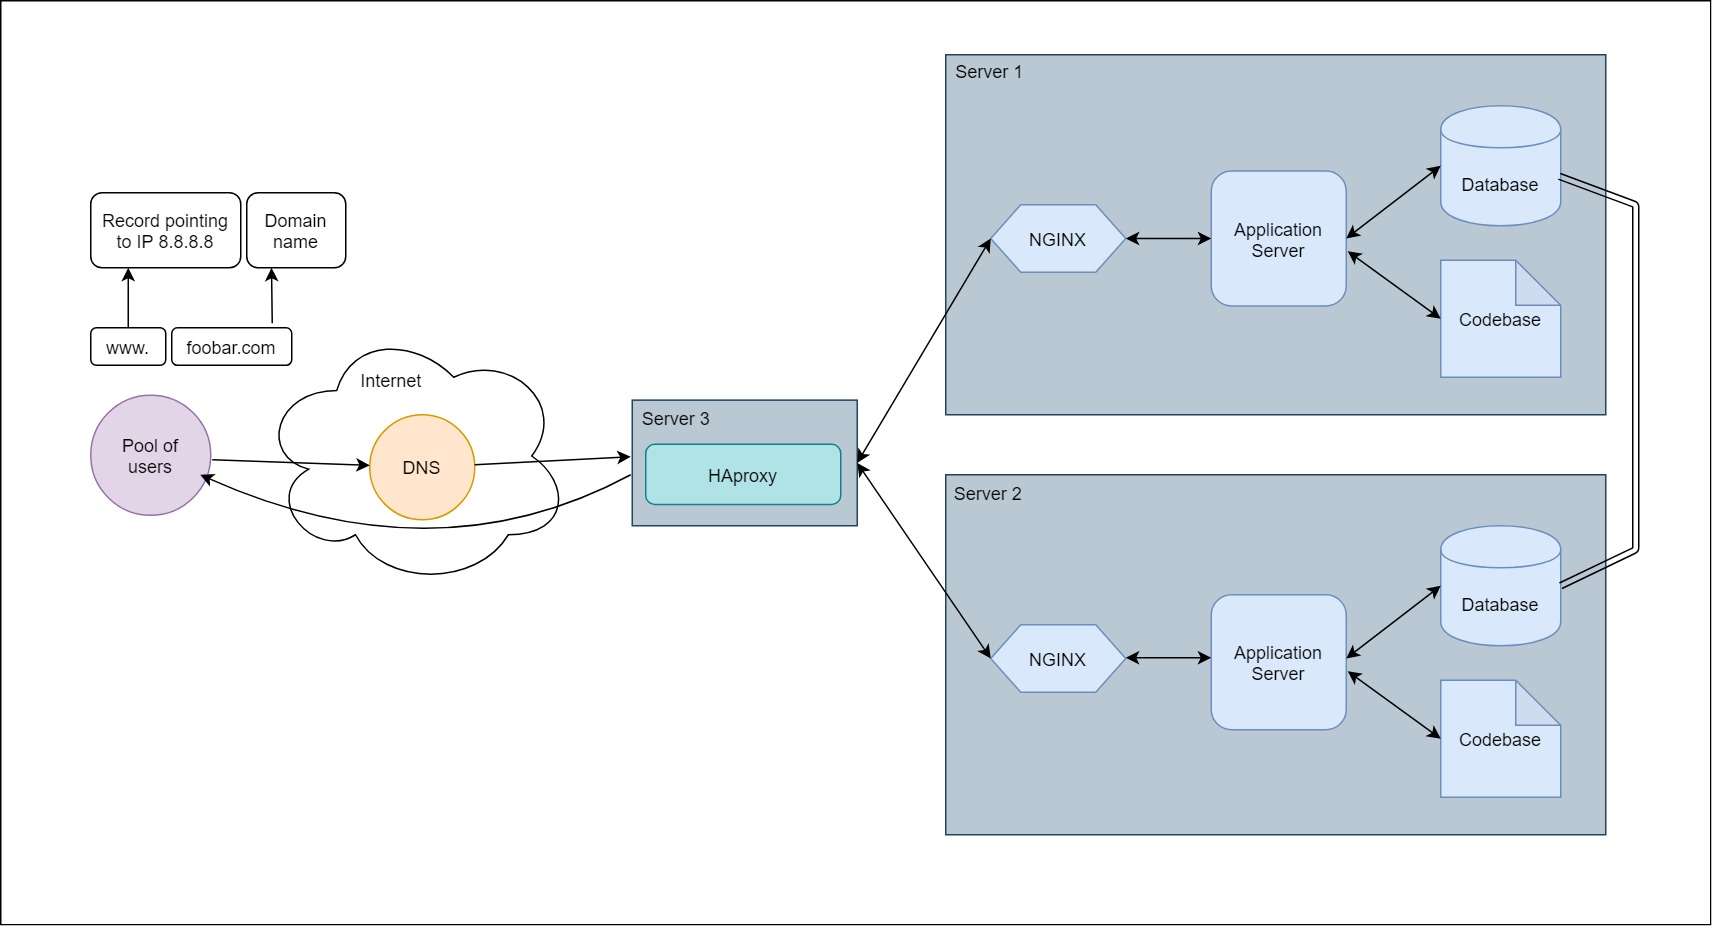 Record pointing
to IP 8.8.8.8
Domain
name
www.
foobar.com
Pool of
users
Internet
DNS
Server 3
HAproxy
Server 1
NGINX
Application
Server
Database
Codebase
Server 2
NGINX
Application
Server
Database
Codebase